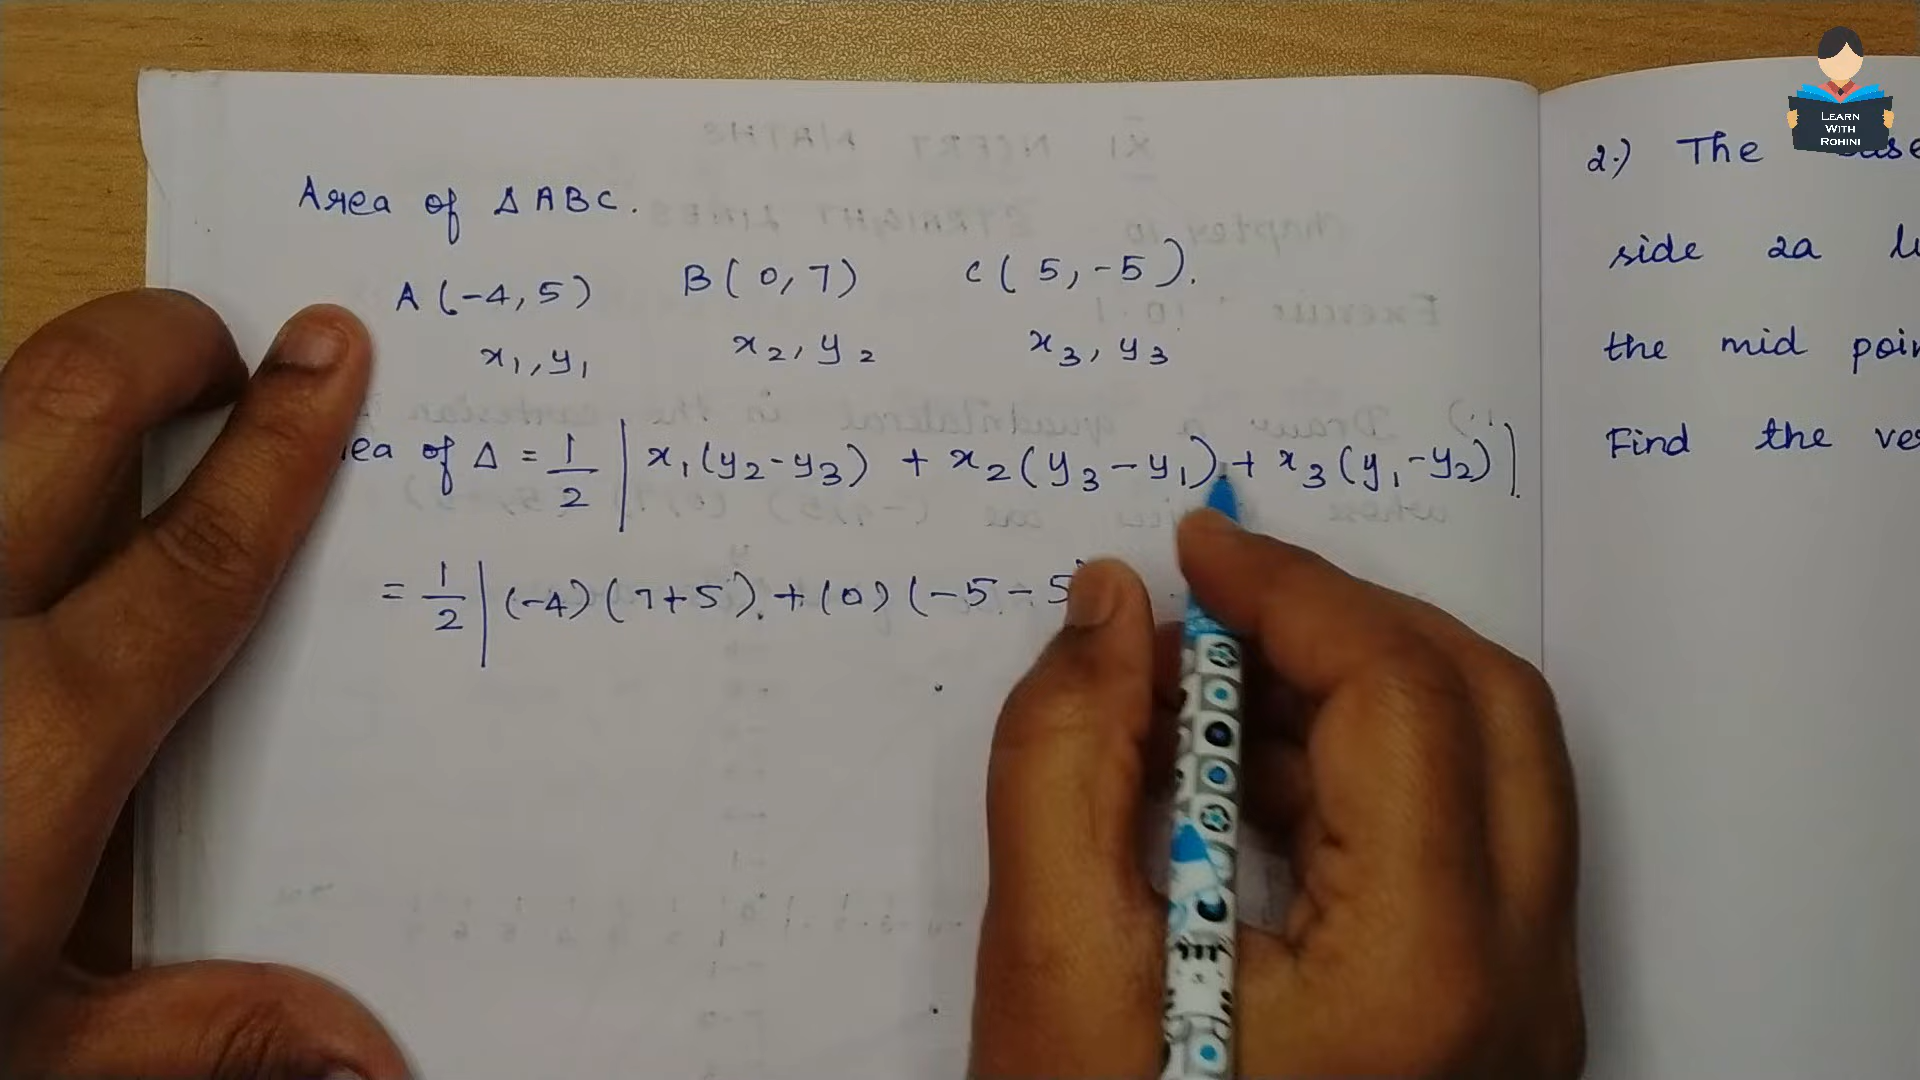 Area of Δ ABC.
A (-4, 5) B ( 0, 7 ) C ( 5, -5 ).
x₁, y₁ x₂, y₂ x₃, y₃
ea of Δ = 1/2 | x₁(y₂-y₃) + x₂(y₃-y₁) + x₃(y₁-y₂) |
= 1/2 | (-4) (7+5) + (0) (-5-5
2.) The
side 2a
the mid
Find the
LEARN
WITH
ROHINI